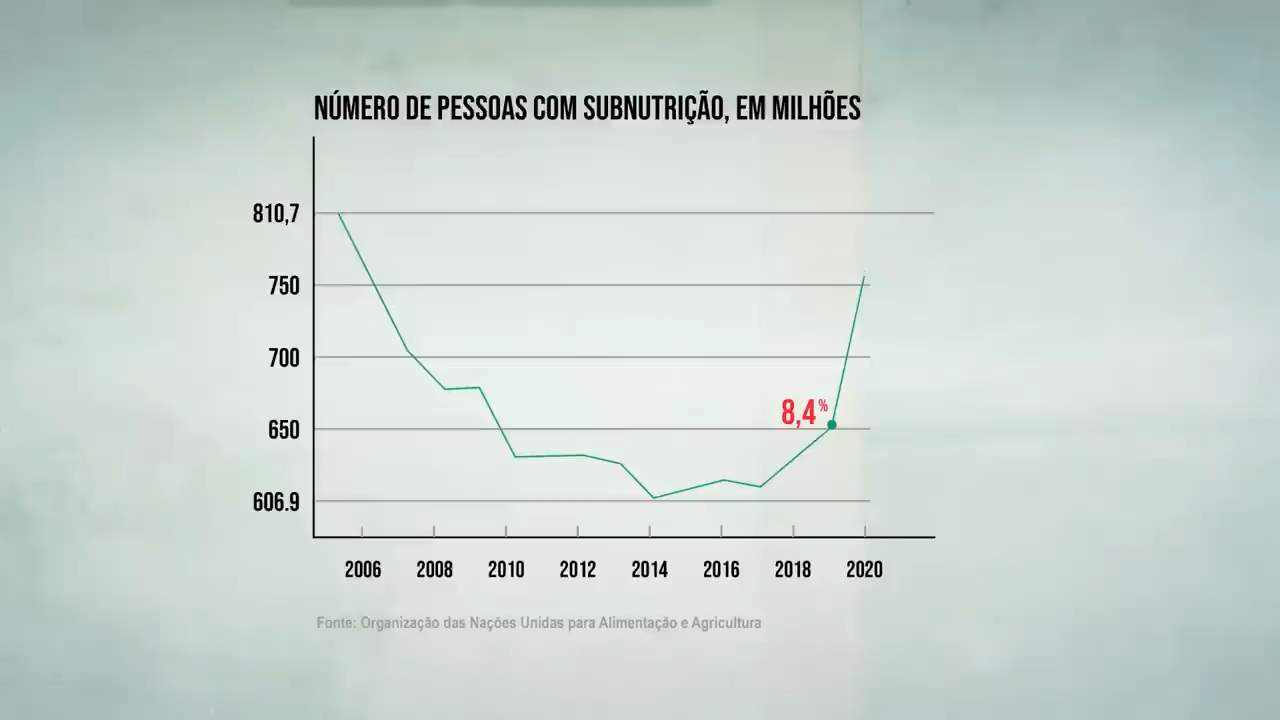 NÚMERO DE PESSOAS COM SUBNUTRIÇÃO, EM MILHÕES
810,7
750
700
8,4%
650
606.9
2006 2008 2010 2012 2014 2016 2018 2020
Fonte: Organização das Nações Unidas para Alimentação e Agricultura